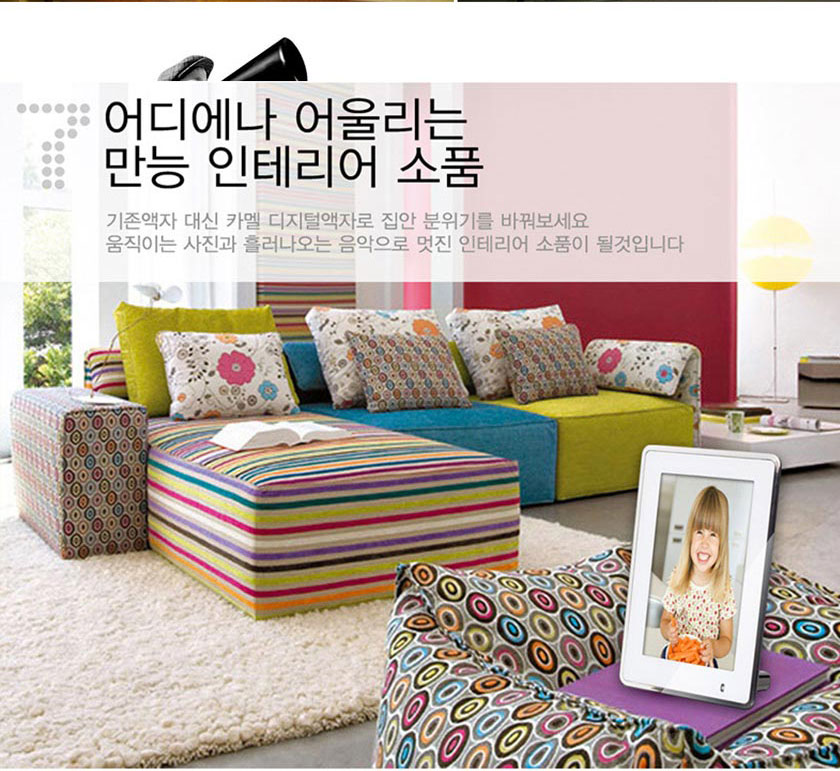 7
어디에나 어울리는
만능 인테리어 소품
기존액자 대신 카멜 디지털액자로 집안 분위기를 바꿔보세요
움직이는 사진과 흘러나오는 음악으로 멋진 인테리어 소품이 될것입니다